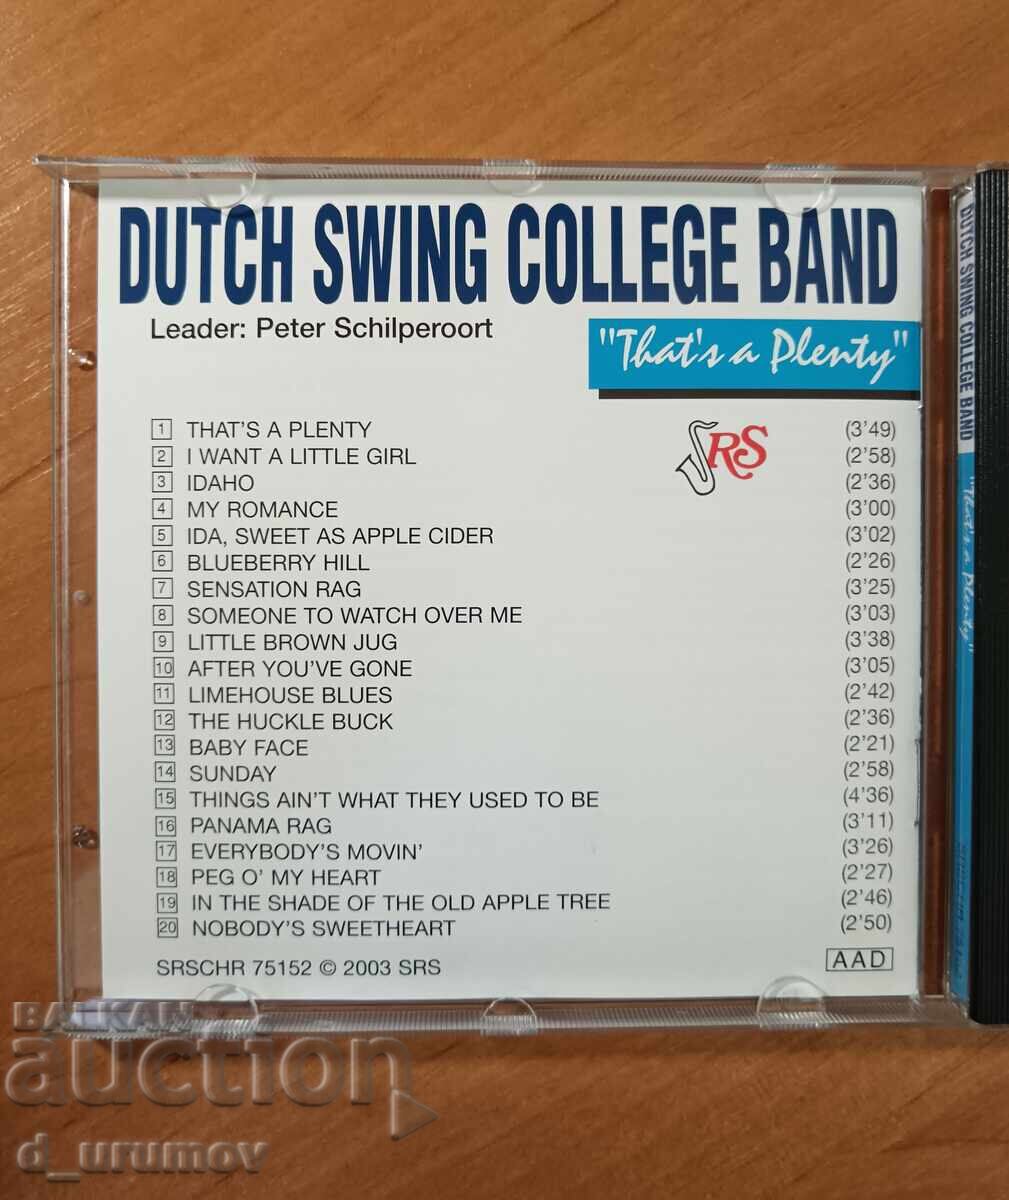 DUTCH SWING COLLEGE BAND
Leader: Peter Schilperoort
"That's a Plenty"
SRS
1 THAT'S A PLENTY (3'49)
2 I WANT A LITTLE GIRL (2'58)
3 IDAHO (2'36)
4 MY ROMANCE (3'00)
5 IDA, SWEET AS APPLE CIDER (3'02)
6 BLUEBERRY HILL (2'26)
7 SENSATION RAG (3'25)
8 SOMEONE TO WATCH OVER ME (3'03)
9 LITTLE BROWN JUG (3'38)
10 AFTER YOU'VE GONE (3'05)
11 LIMEHOUSE BLUES (2'42)
12 THE HUCKLE BUCK (2'36)
13 BABY FACE (2'21)
14 SUNDAY (2'58)
15 THINGS AIN'T WHAT THEY USED TO BE (4'36)
16 PANAMA RAG (3'11)
17 EVERYBODY'S MOVIN' (3'26)
18 PEG O' MY HEART (2'27)
19 IN THE SHADE OF THE OLD APPLE TREE (2'46)
20 NOBODY'S SWEETHEART (2'50)
SRSCHR 75152 © 2003 SRS AAD
DUTCH SWING COLLEGE BAND "That's a Plenty"
BALKAN
auction
d_urumov